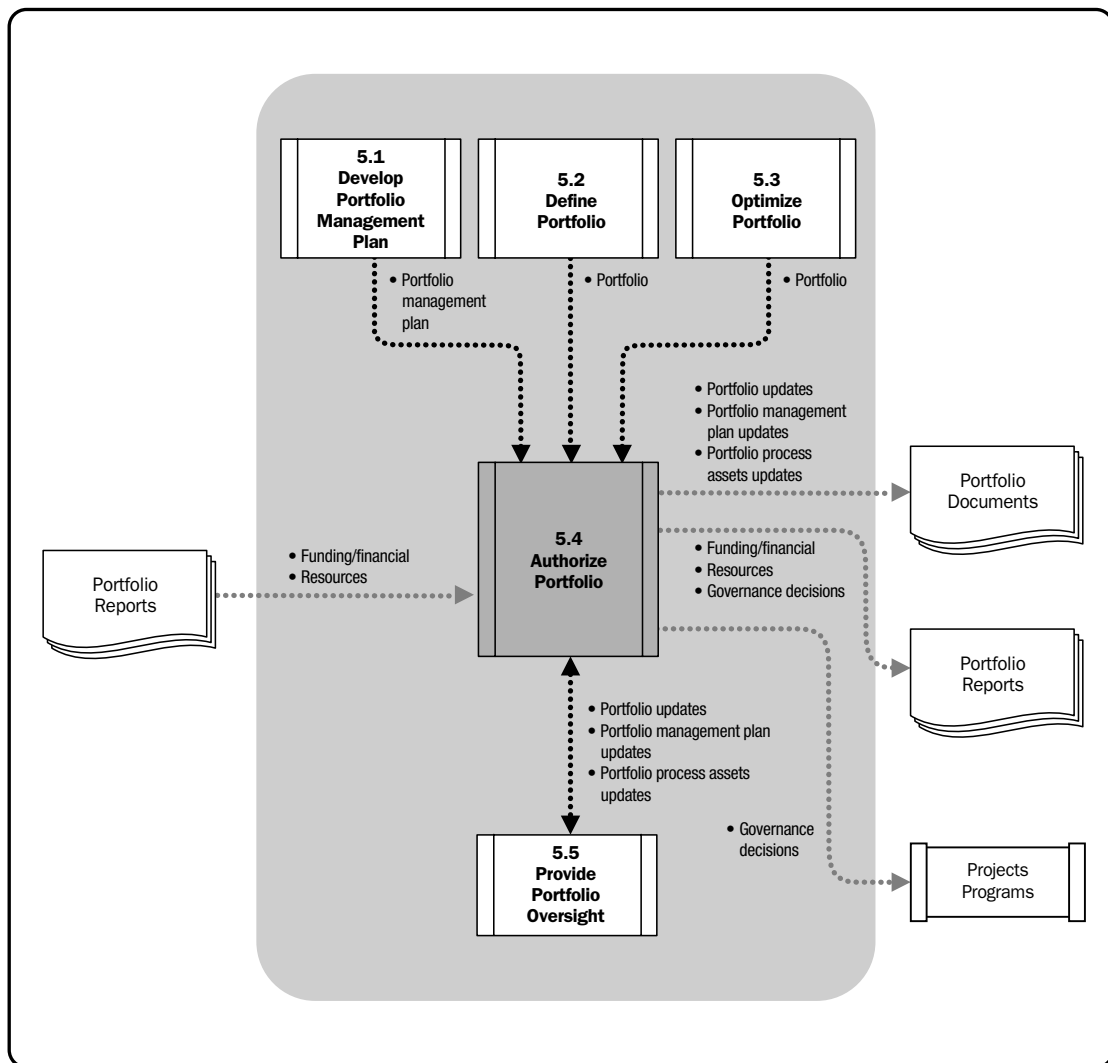 5.1
Develop
Portfolio
Management
Plan
5.2
Define
Portfolio
5.3
Optimize
Portfolio
• Portfolio
management
plan
• Portfolio
• Portfolio
• Portfolio updates
• Portfolio management
plan updates
• Portfolio process
assets updates
Portfolio
Documents
5.4
Authorize
Portfolio
• Funding/financial
• Resources
Portfolio
Reports
• Funding/financial
• Resources
• Governance decisions
Portfolio
Reports
• Portfolio updates
• Portfolio management plan
updates
• Portfolio process assets
updates
• Governance
decisions
5.5
Provide
Portfolio
Oversight
Projects
Programs